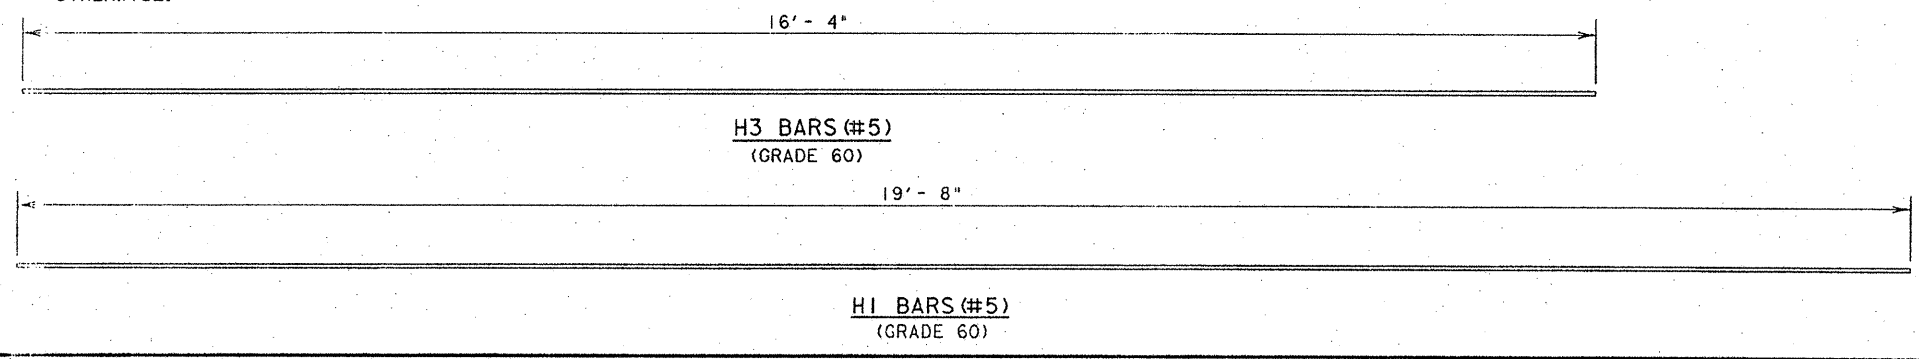 16'- 4"
H3 BARS (#5)
(GRADE 60)
19'- 8"
H1 BARS (#5)
(GRADE 60)